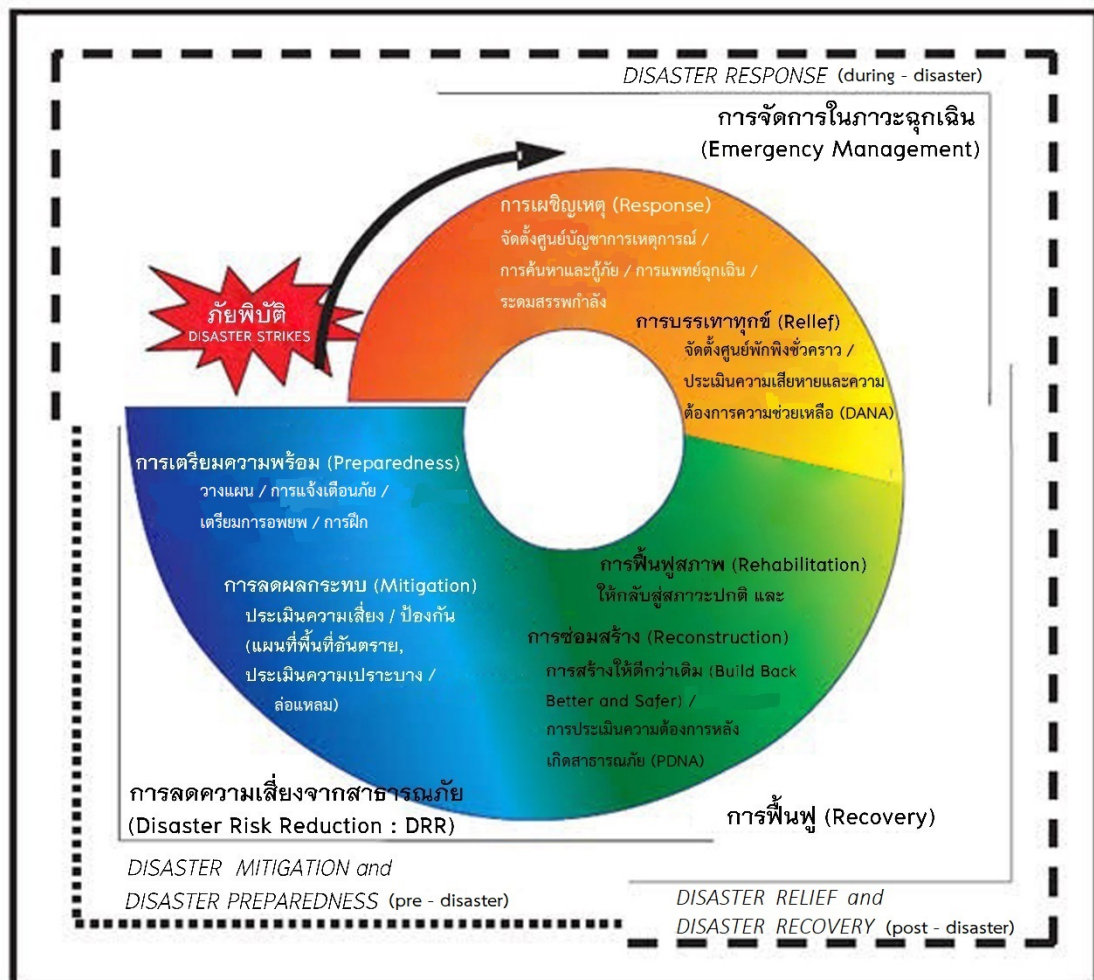 DISASTER RESPONSE (during - disaster)
การจัดการในภาวะฉุกเฉิน
(Emergency Management)
การเผชิญเหตุ (Response)
จัดตั้งศูนย์บัญชาการเหตุการณ์ /
การค้นหาและกู้ภัย / การแพทย์ฉุกเฉิน /
ระดมสรรพกำลัง
ภัยพิบัติ
DISASTER STRIKES
การบรรเทาทุกข์ (Rellef)
จัดตั้งศูนย์พักพิงชั่วคราว /
ประเมินความเสียหายและความ
ต้องการความช่วยเหลือ (DANA)
การเตรียมความพร้อม (Preparedness)
วางแผน / การแจ้งเตือนภัย /
เตรียมการอพยพ / การฝึก
การลดผลกระทบ (Mitigation)
ประเมินความเสี่ยง / ป้องกัน
(แผนที่พื้นที่อันตราย,
ประเมินความเปราะบาง /
ล่อแหลม)
การฟื้นฟูสภาพ (Rehabilitation)
ให้กลับสู่สภาวะปกติ และ
การซ่อมสร้าง (Reconstruction)
การสร้างให้ดีกว่าเดิม (Build Back
Better and Safer) /
การประเมินความต้องการหลัง
เกิดสาธารณภัย (PDNA)
การลดความเสี่ยงจากสาธารณภัย
(Disaster Risk Reduction : DRR)
การฟื้นฟู (Recovery)
DISASTER MITIGATION and
DISASTER PREPAREDNESS (pre - disaster)
DISASTER RELIEF and
DISASTER RECOVERY (post - disaster)